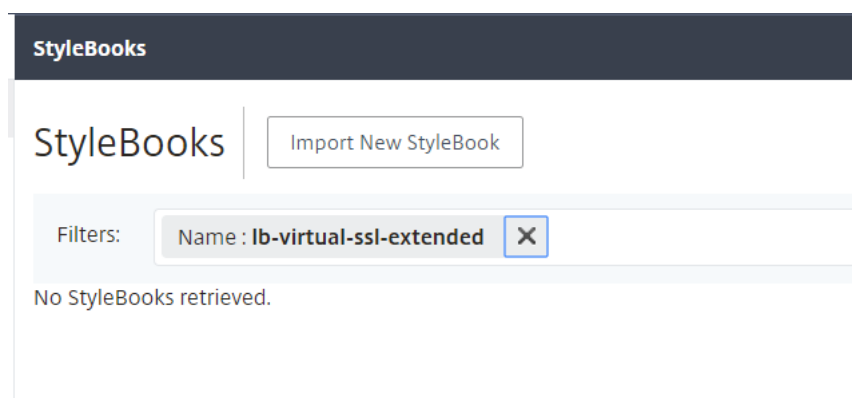 StyleBooks
StyleBooks Import New StyleBook
Filters: Name : lb-virtual-ssl-extended ✕
No StyleBooks retrieved.